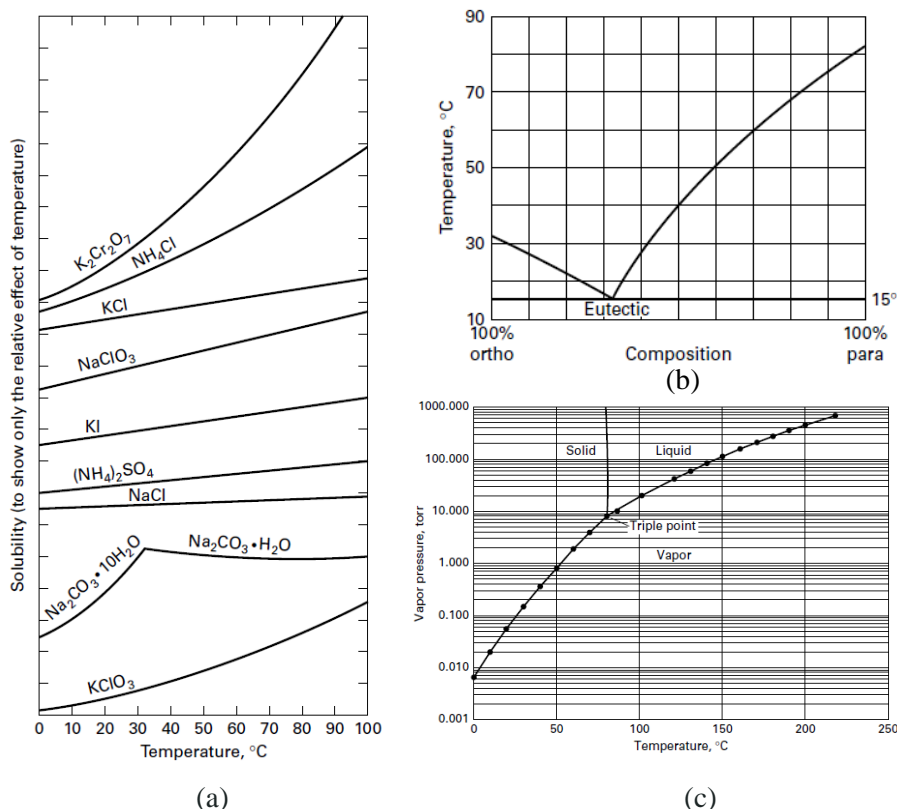 Solubility (to show only the relative effect of temperature)
K₂Cr₂O₇
NH₄Cl
KCl
NaClO₃
KI
(NH₄)₂SO₄
NaCl
Na₂CO₃•10H₂O
Na₂CO₃•H₂O
KClO₃
0 10 20 30 40 50 60 70 80 90 100
Temperature, °C
(a)
Temperature, °C
90
70
50
30
10
Eutectic
15°
100% ortho
Composition
100% para
(b)
Vapor pressure, torr
1000.000
100.000
10.000
1.000
0.100
0.010
0.001
Solid
Liquid
Triple point
Vapor
0 50 100 150 200 250
Temperature, °C
(c)